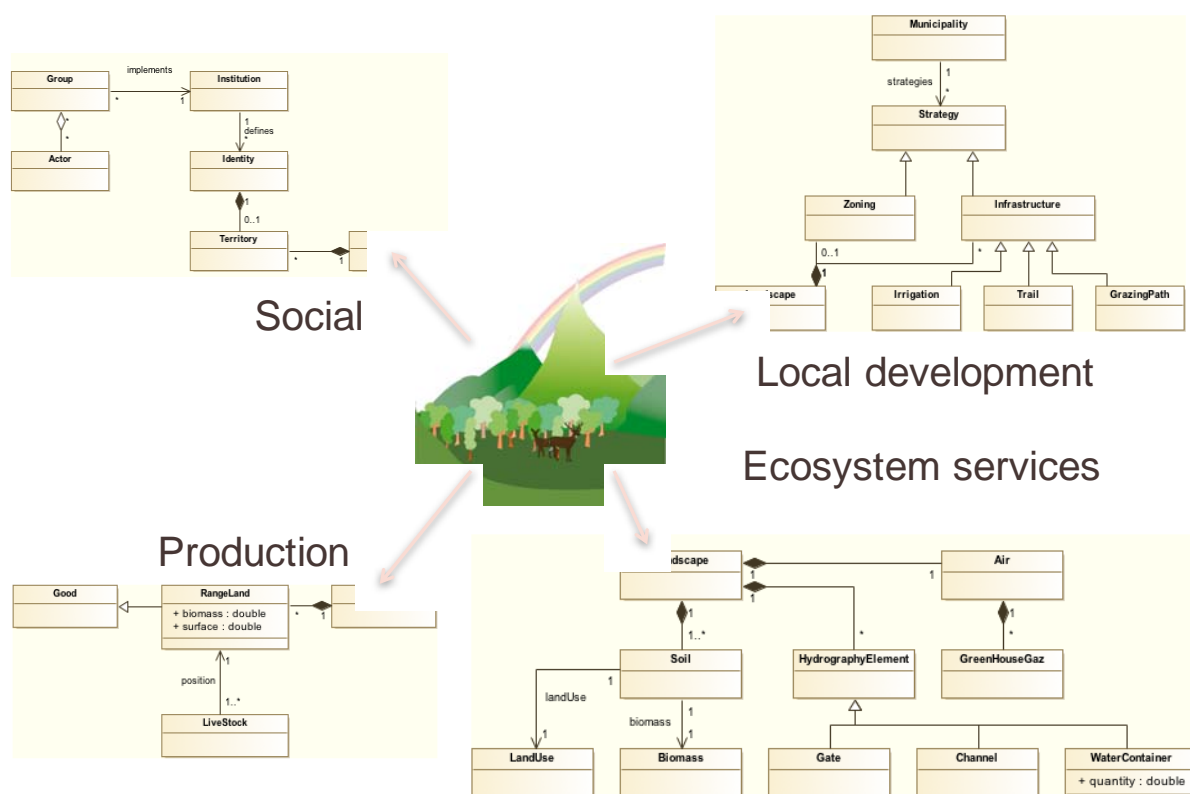 Group
implements
*
1
Institution
*
*
1
defines
*
Actor
Identity
1
0..1
Territory
*
1
Social
Municipality
strategies
1
*
Strategy
Zoning
Infrastructure
0..1
*
1
scape
Irrigation
Trail
GrazingPath
Local development
Ecosystem services
Production
Good
RangeLand
+ biomass : double
+ surface : double
*
1
position
1
1..*
LiveStock
dscape
1
1
1
Air
1
1..*
*
1
*
Soil
HydrographyElement
GreenHouseGaz
1
landUse
1
biomass
1
1
LandUse
Biomass
Gate
Channel
WaterContainer
+ quantity : double